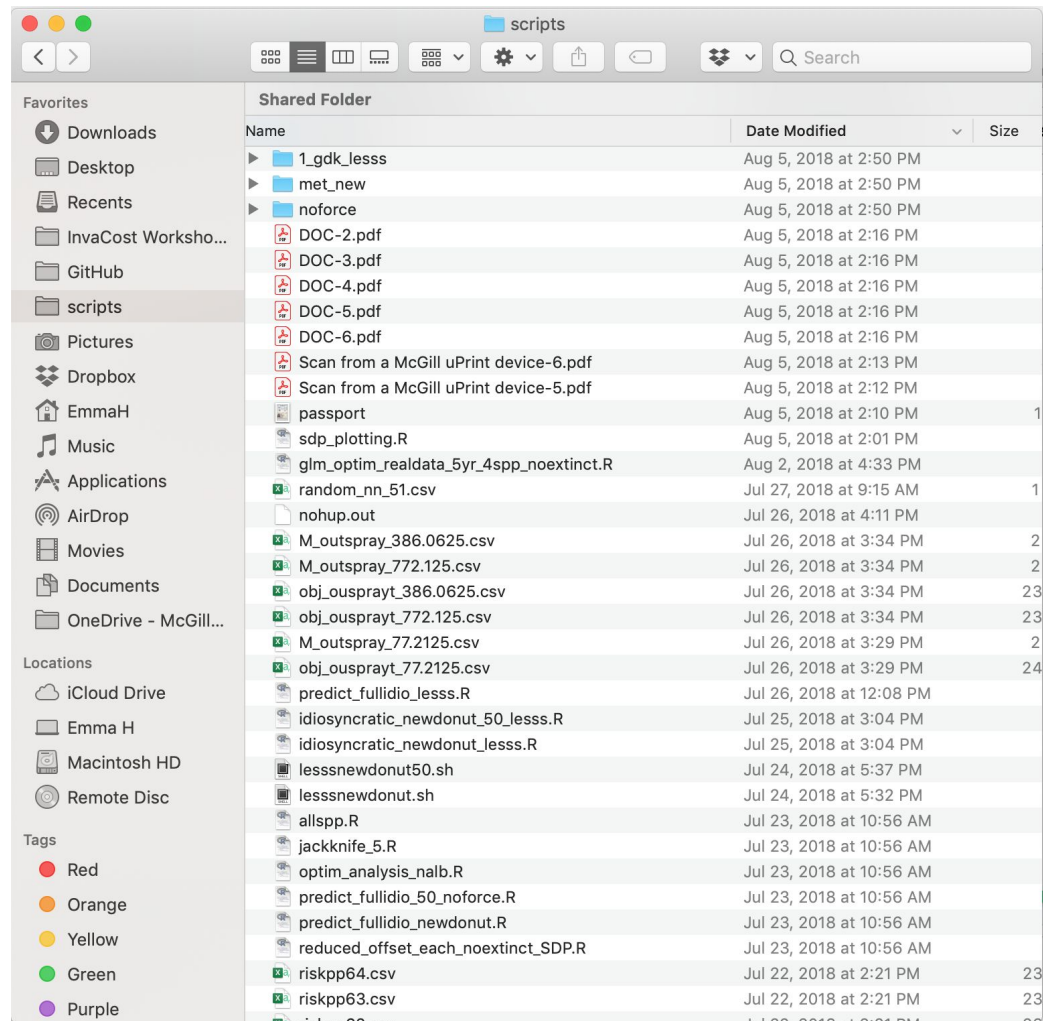 scripts
Search
Favorites
Downloads
Desktop
Recents
InvaCost Worksho...
GitHub
scripts
Pictures
Dropbox
EmmaH
Music
Applications
AirDrop
Movies
Documents
OneDrive - McGill...
Locations
iCloud Drive
Emma H
Macintosh HD
Remote Disc
Tags
Red
Orange
Yellow
Green
Purple
Shared Folder
Name Date Modified Size
1_gdk_lesss Aug 5, 2018 at 2:50 PM
met_new Aug 5, 2018 at 2:50 PM
noforce Aug 5, 2018 at 2:50 PM
DOC-2.pdf Aug 5, 2018 at 2:16 PM
DOC-3.pdf Aug 5, 2018 at 2:16 PM
DOC-4.pdf Aug 5, 2018 at 2:16 PM
DOC-5.pdf Aug 5, 2018 at 2:16 PM
DOC-6.pdf Aug 5, 2018 at 2:16 PM
Scan from a McGill uPrint device-6.pdf Aug 5, 2018 at 2:13 PM
Scan from a McGill uPrint device-5.pdf Aug 5, 2018 at 2:12 PM
passport Aug 5, 2018 at 2:10 PM 1
sdp_plotting.R Aug 5, 2018 at 2:01 PM
glm_optim_realdata_5yr_4spp_noextinct.R Aug 2, 2018 at 4:33 PM
random_nn_51.csv Jul 27, 2018 at 9:15 AM 1
nohup.out Jul 26, 2018 at 4:11 PM
M_outspray_386.0625.csv Jul 26, 2018 at 3:34 PM 2
M_outspray_772.125.csv Jul 26, 2018 at 3:34 PM 2
obj_ousprayt_386.0625.csv Jul 26, 2018 at 3:34 PM 23
obj_ousprayt_772.125.csv Jul 26, 2018 at 3:34 PM 23
M_outspray_77.2125.csv Jul 26, 2018 at 3:29 PM 2
obj_ousprayt_77.2125.csv Jul 26, 2018 at 3:29 PM 24
predict_fullidio_lesss.R Jul 26, 2018 at 12:08 PM
idiosyncratic_newdonut_50_lesss.R Jul 25, 2018 at 3:04 PM
idiosyncratic_newdonut_lesss.R Jul 25, 2018 at 3:04 PM
lesssnewdonut50.sh Jul 24, 2018 at 5:37 PM
lesssnewdonut.sh Jul 24, 2018 at 5:32 PM
allspp.R Jul 23, 2018 at 10:56 AM
jackknife_5.R Jul 23, 2018 at 10:56 AM
optim_analysis_nalb.R Jul 23, 2018 at 10:56 AM
predict_fullidio_50_noforce.R Jul 23, 2018 at 10:56 AM
predict_fullidio_newdonut.R Jul 23, 2018 at 10:56 AM
reduced_offset_each_noextinct_SDP.R Jul 23, 2018 at 10:56 AM
riskpp64.csv Jul 22, 2018 at 2:21 PM 23
riskpp63.csv Jul 22, 2018 at 2:21 PM 23